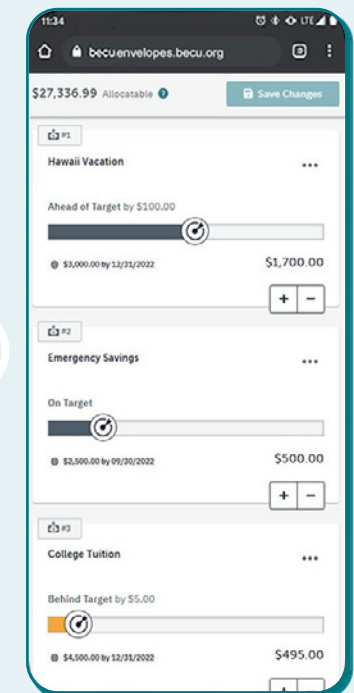 11:34 LTE
becuenvelopes.becu.org
$27,336.99 Allocatable ? Save Changes
#1
Hawaii Vacation ...
Ahead of Target by $100.00
$3,000.00 by 12/31/2022 $1,700.00
+ −
#2
Emergency Savings ...
On Target
$2,500.00 by 09/30/2022 $500.00
+ −
#3
College Tuition ...
Behind Target by $5.00
$4,500.00 by 12/31/2022 $495.00
+ −